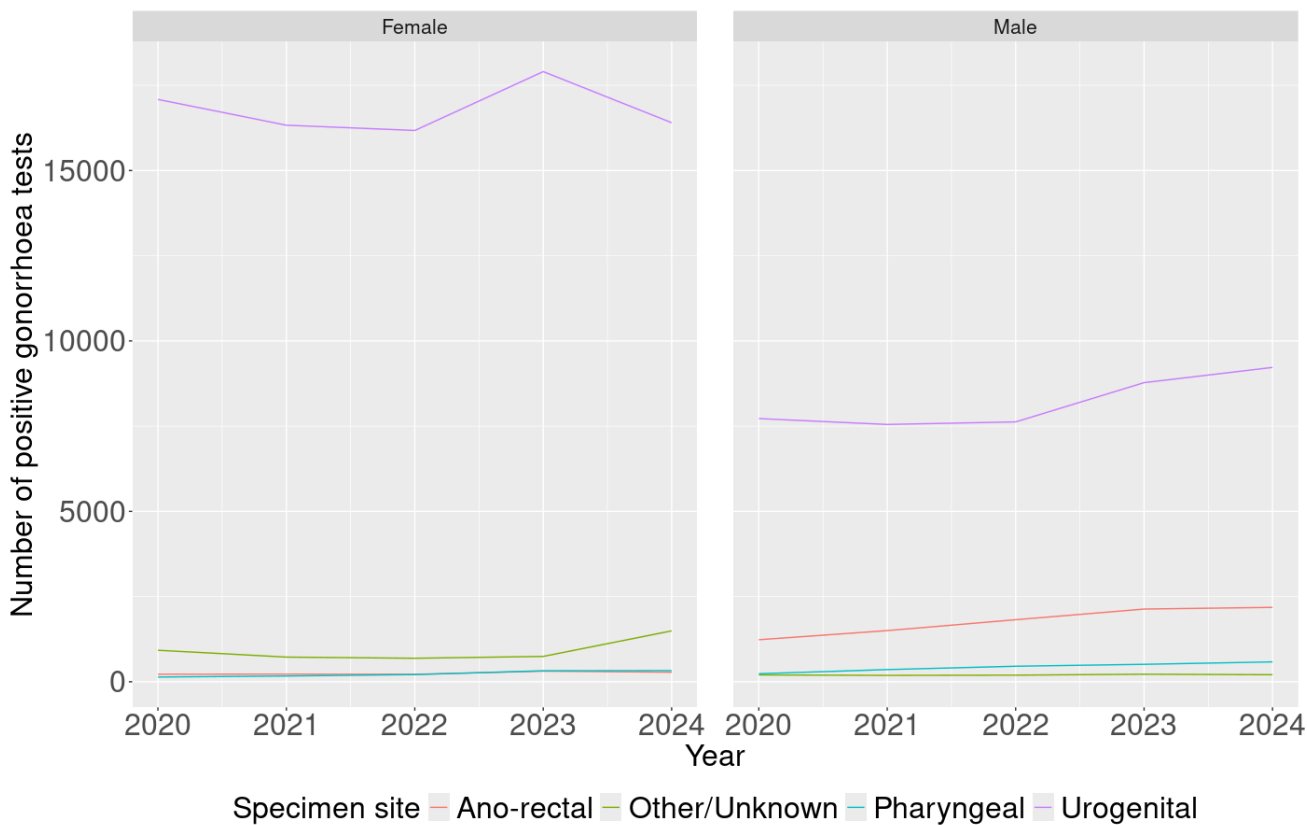 Female
Male
Number of positive gonorrhoea tests
15000
10000
5000
0
2020 2021 2022 2023 2024
2020 2021 2022 2023 2024
Year
Specimen site Ano-rectal Other/Unknown Pharyngeal Urogenital